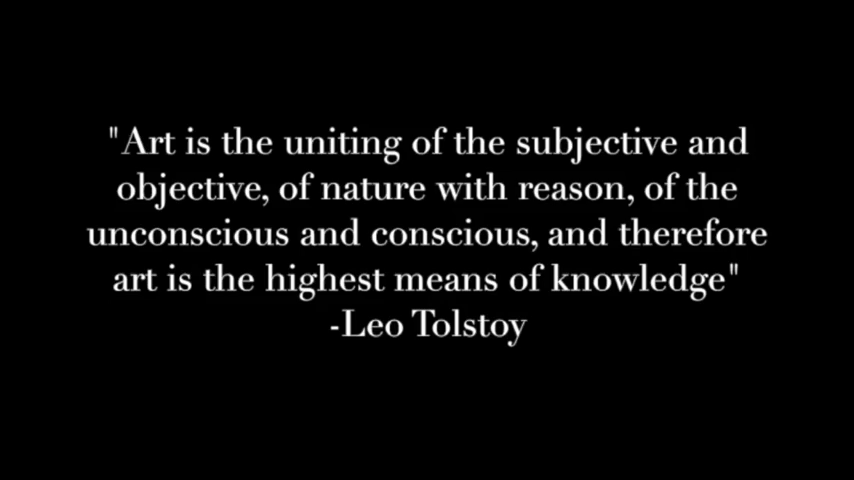 "Art is the uniting of the subjective and
objective, of nature with reason, of the
unconscious and conscious, and therefore
art is the highest means of knowledge"
-Leo Tolstoy